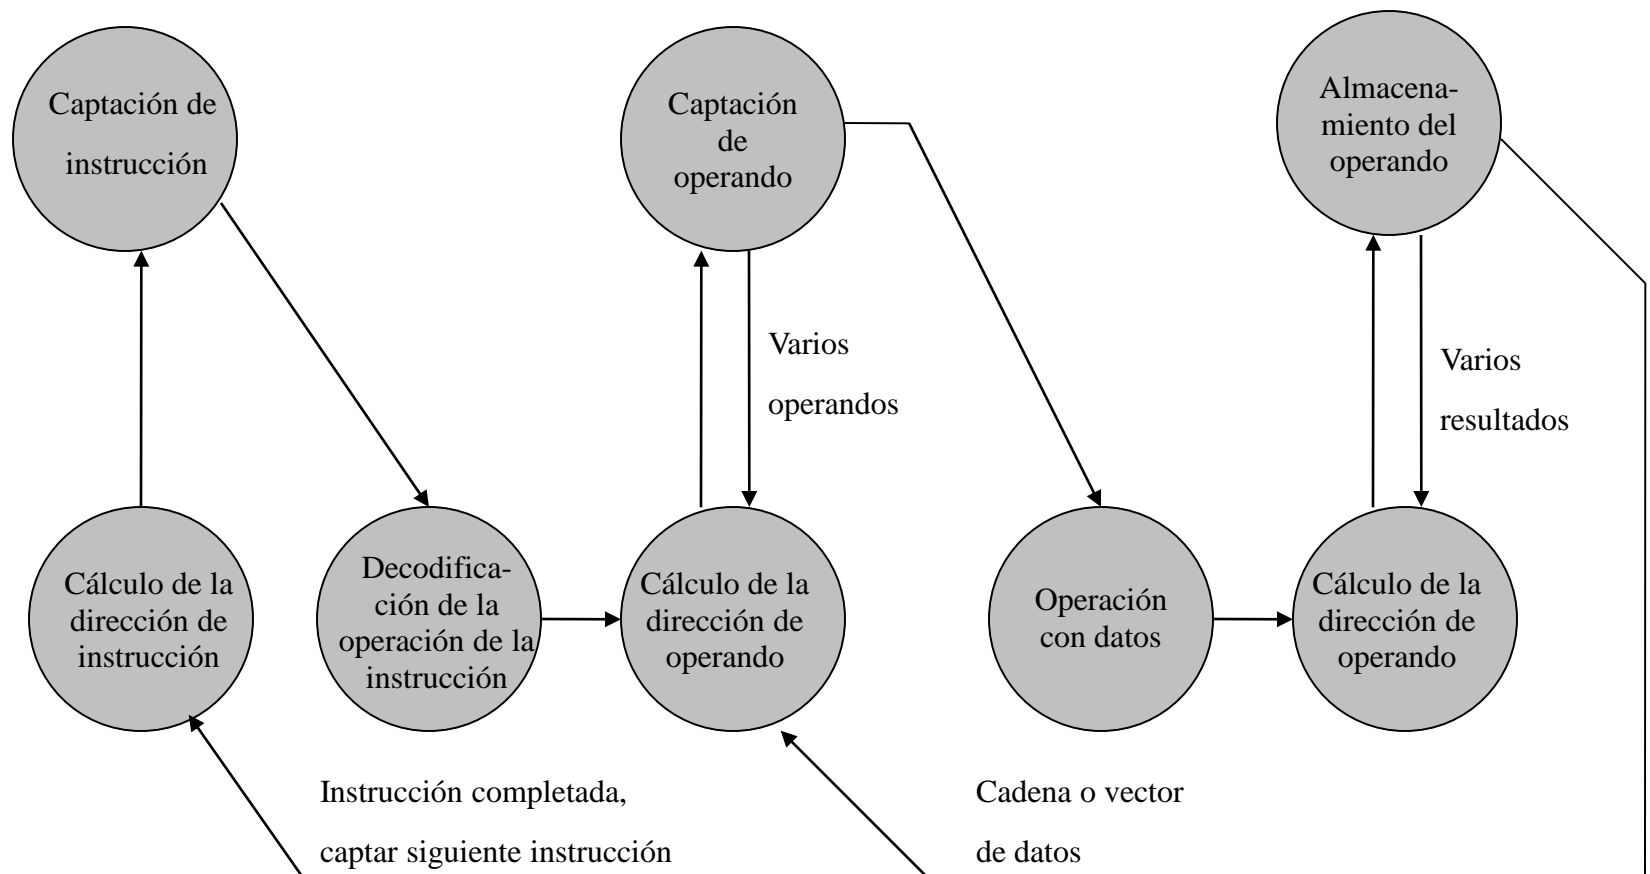 Captación de
instrucción
Captación
de
operando
Almacena-
miento del
operando
Varios
operandos
Varios
resultados
Cálculo de la
dirección de
instrucción
Decodifica-
ción de la
operación de la
instrucción
Cálculo de la
dirección de
operando
Operación
con datos
Cálculo de la
dirección de
operando
Instrucción completada,
captar siguiente instrucción
Cadena o vector
de datos